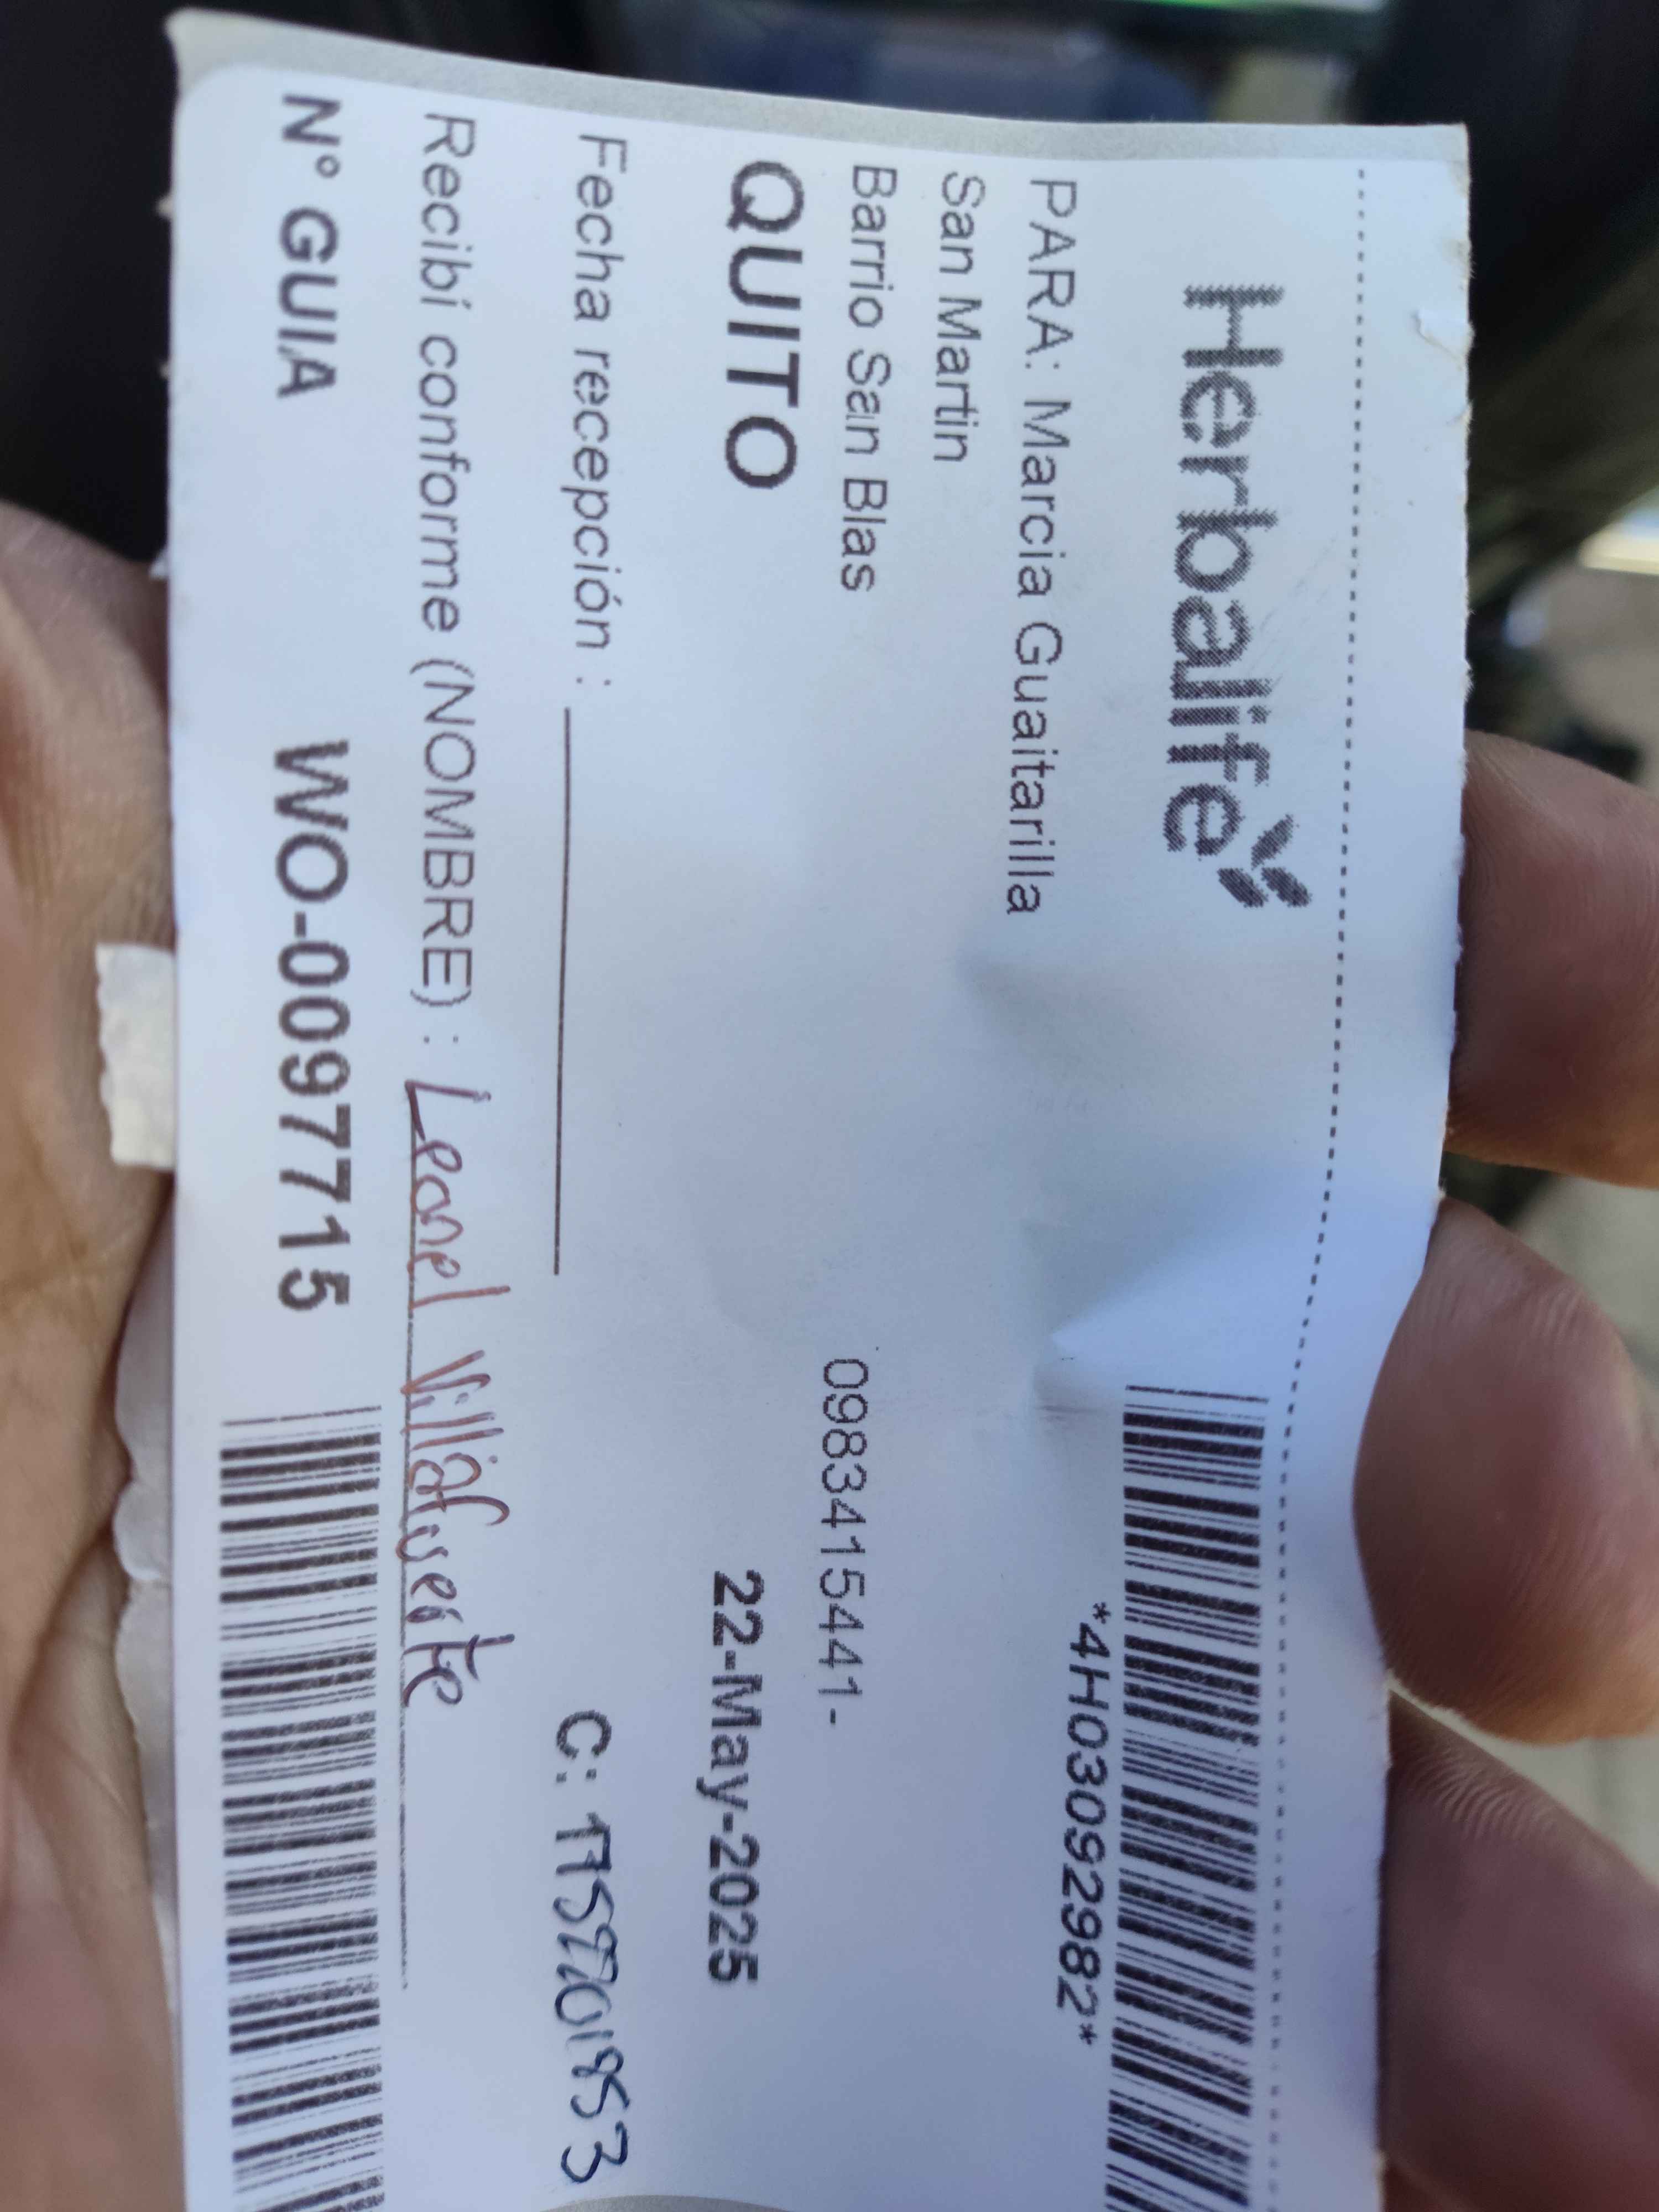 Herbalife
*4H03092982*
PARA: Marcia Guaitarilla
San Martin
Barrio San Blas 0983415441-
QUITO 22-May-2025
Fecha recepción :
C:
Recibí conforme (NOMBRE) : Leonel Villafuerte
N° GUIA WO-00977715